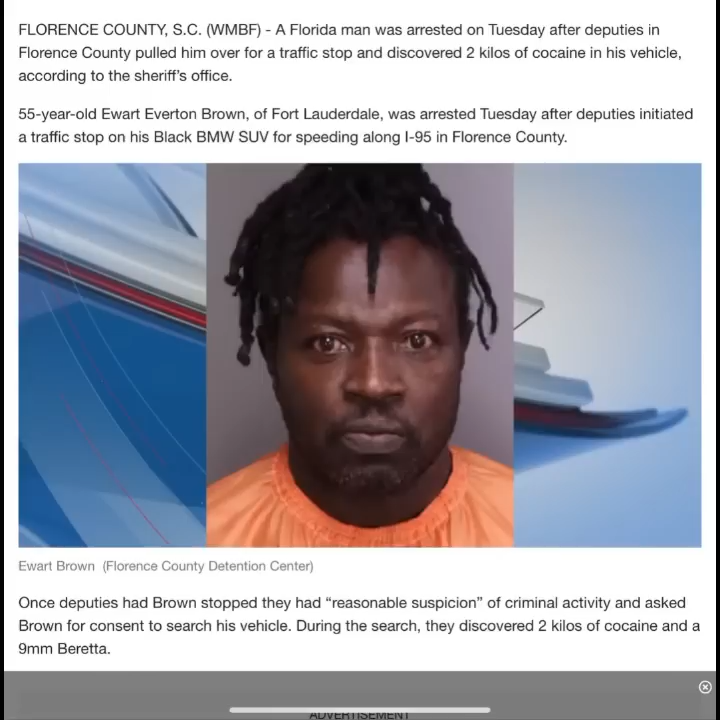 FLORENCE COUNTY, S.C. (WMBF) - A Florida man was arrested on Tuesday after deputies in
Florence County pulled him over for a traffic stop and discovered 2 kilos of cocaine in his vehicle,
according to the sheriff's office.
55-year-old Ewart Everton Brown, of Fort Lauderdale, was arrested Tuesday after deputies initiated
a traffic stop on his Black BMW SUV for speeding along I-95 in Florence County.
Ewart Brown (Florence County Detention Center)
Once deputies had Brown stopped they had “reasonable suspicion” of criminal activity and asked
Brown for consent to search his vehicle. During the search, they discovered 2 kilos of cocaine and a
9mm Beretta.
ADVERTISEMENT